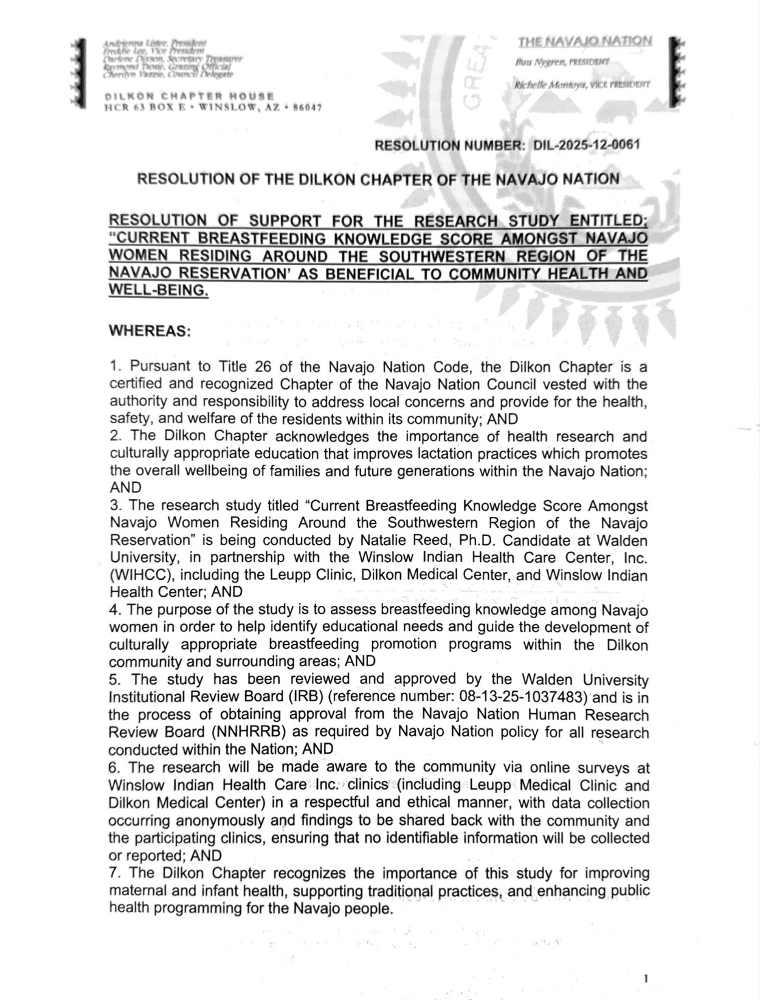 Andrienna Lister, President
Freddie Lee, Vice President
Darlene Dixson, Secretary Treasurer
Raymond Tsosie, Grazing Official
Cherilyn Yazzie, Council Delegate
DILKON CHAPTER HOUSE
HCR 63 BOX E • WINSLOW, AZ • 86047
THE NAVAJO NATION
Buu Nygren, PRESIDENT
Richelle Montoya, VICE PRESIDENT
GREA
RESOLUTION NUMBER: DIL-2025-12-0061
RESOLUTION OF THE DILKON CHAPTER OF THE NAVAJO NATION
RESOLUTION OF SUPPORT FOR THE RESEARCH STUDY ENTITLED;
“CURRENT BREASTFEEDING KNOWLEDGE SCORE AMONGST NAVAJO
WOMEN RESIDING AROUND THE SOUTHWESTERN REGION OF THE
NAVAJO RESERVATION’ AS BENEFICIAL TO COMMUNITY HEALTH AND
WELL-BEING.
WHEREAS:
1. Pursuant to Title 26 of the Navajo Nation Code, the Dilkon Chapter is a
certified and recognized Chapter of the Navajo Nation Council vested with the
authority and responsibility to address local concerns and provide for the health,
safety, and welfare of the residents within its community; AND
2. The Dilkon Chapter acknowledges the importance of health research and
culturally appropriate education that improves lactation practices which promotes
the overall wellbeing of families and future generations within the Navajo Nation;
AND
3. The research study titled “Current Breastfeeding Knowledge Score Amongst
Navajo Women Residing Around the Southwestern Region of the Navajo
Reservation” is being conducted by Natalie Reed, Ph.D. Candidate at Walden
University, in partnership with the Winslow Indian Health Care Center, Inc.
(WIHCC), including the Leupp Clinic, Dilkon Medical Center, and Winslow Indian
Health Center; AND
4. The purpose of the study is to assess breastfeeding knowledge among Navajo
women in order to help identify educational needs and guide the development of
culturally appropriate breastfeeding promotion programs within the Dilkon
community and surrounding areas; AND
5. The study has been reviewed and approved by the Walden University
Institutional Review Board (IRB) (reference number: 08-13-25-1037483) and is in
the process of obtaining approval from the Navajo Nation Human Research
Review Board (NNHRRB) as required by Navajo Nation policy for all research
conducted within the Nation; AND
6. The research will be made aware to the community via online surveys at
Winslow Indian Health Care Inc. clinics (including Leupp Medical Clinic and
Dilkon Medical Center) in a respectful and ethical manner, with data collection
occurring anonymously and findings to be shared back with the community and
the participating clinics, ensuring that no identifiable information will be collected
or reported; AND
7. The Dilkon Chapter recognizes the importance of this study for improving
maternal and infant health, supporting traditional practices, and enhancing public
health programming for the Navajo people.
1